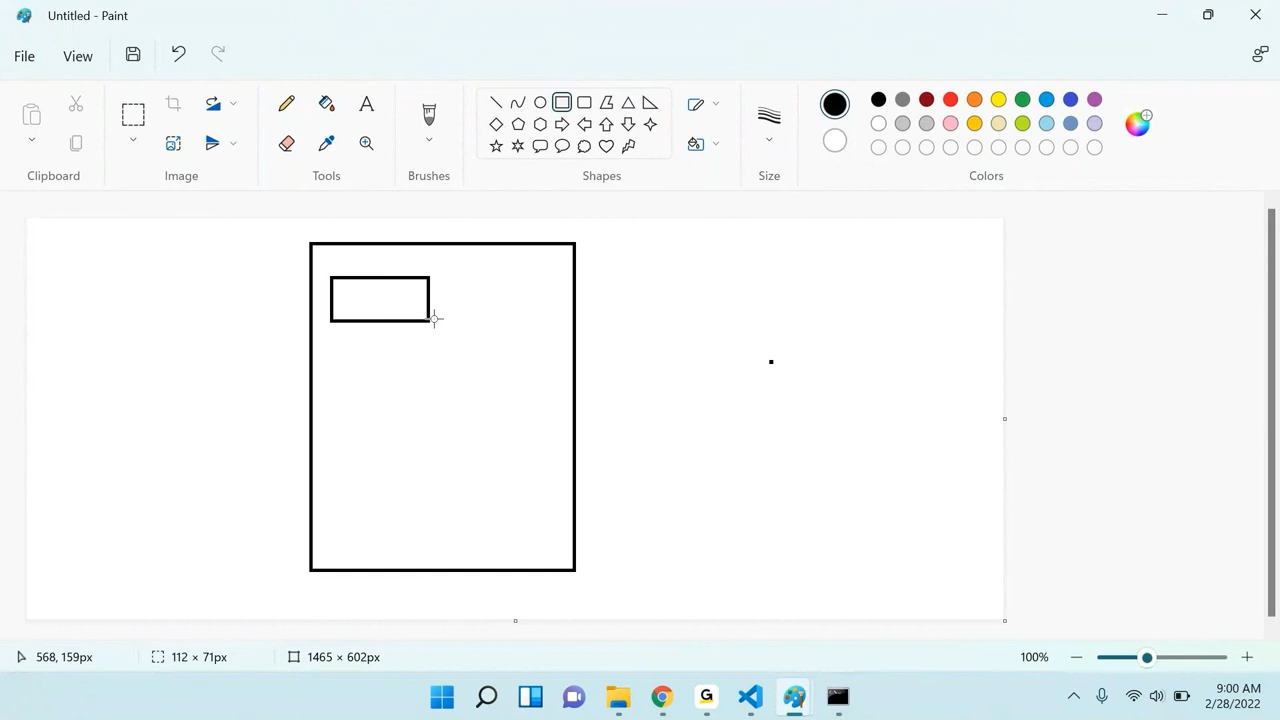 Untitled - Paint
File View
Clipboard Image Tools Brushes Shapes Size Colors
568, 159px 112 × 71px 1465 × 602px 100%
9:00 AM
2/28/2022